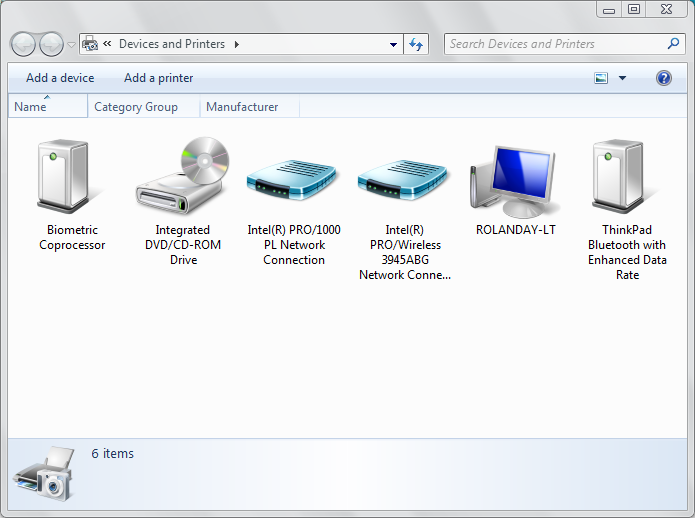 « Devices and Printers
Search Devices and Printers
Add a device Add a printer
Name Category Group Manufacturer
Biometric
Coprocessor
Integrated
DVD/CD-ROM
Drive
Intel(R) PRO/1000
PL Network
Connection
Intel(R)
PRO/Wireless
3945ABG
Network Conne...
ROLANDAY-LT
ThinkPad
Bluetooth with
Enhanced Data
Rate
6 items